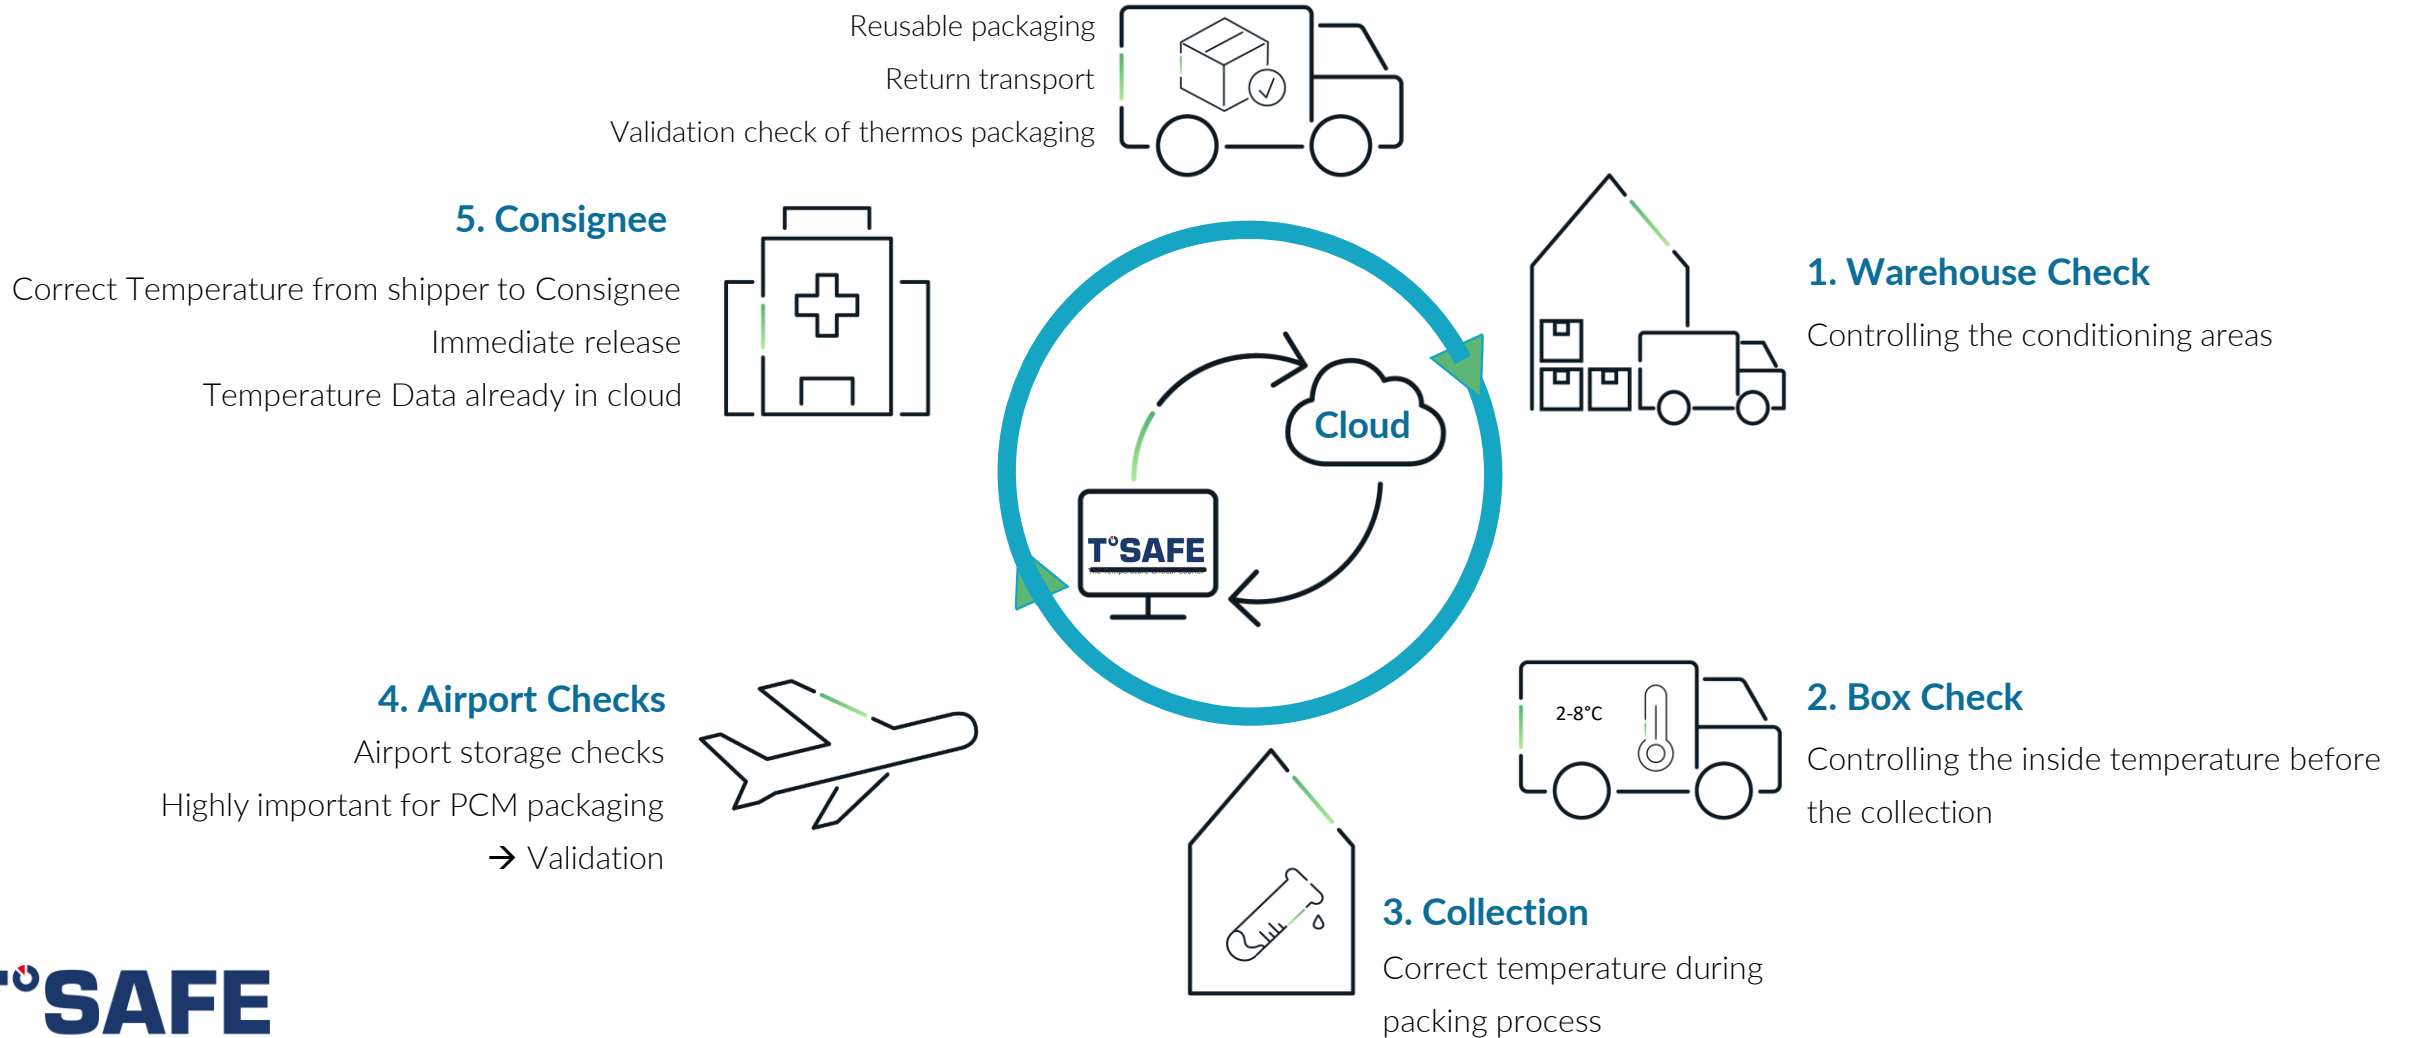 Reusable packaging
Return transport
Validation check of thermos packaging
5. Consignee
Correct Temperature from shipper to Consignee
Immediate release
Temperature Data already in cloud
1. Warehouse Check
Controlling the conditioning areas
Cloud
T°SAFE
4. Airport Checks
Airport storage checks
Highly important for PCM packaging
→ Validation
2-8°C
2. Box Check
Controlling the inside temperature before
the collection
3. Collection
Correct temperature during
packing process
T°SAFE